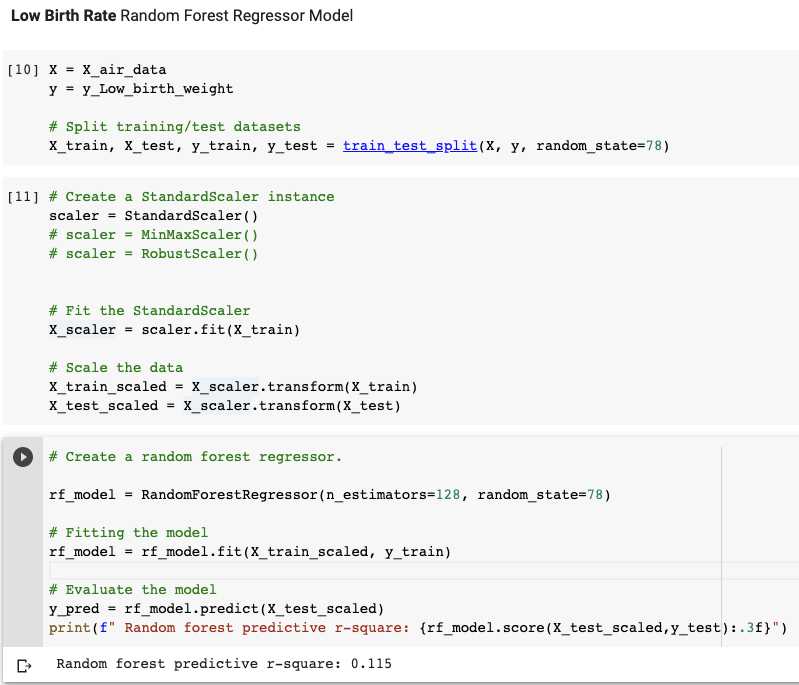 Low Birth Rate Random Forest Regressor Model
[10] X = X_air_data
y = y_Low_birth_weight
# Split training/test datasets
X_train, X_test, y_train, y_test = train_test_split(X, y, random_state=78)
[11] # Create a StandardScaler instance
scaler = StandardScaler()
# scaler = MinMaxScaler()
# scaler = RobustScaler()
# Fit the StandardScaler
X_scaler = scaler.fit(X_train)
# Scale the data
X_train_scaled = X_scaler.transform(X_train)
X_test_scaled = X_scaler.transform(X_test)
# Create a random forest regressor.
rf_model = RandomForestRegressor(n_estimators=128, random_state=78)
# Fitting the model
rf_model = rf_model.fit(X_train_scaled, y_train)
# Evaluate the model
y_pred = rf_model.predict(X_test_scaled)
print(f" Random forest predictive r-square: {rf_model.score(X_test_scaled,y_test):.3f}")
Random forest predictive r-square: 0.115